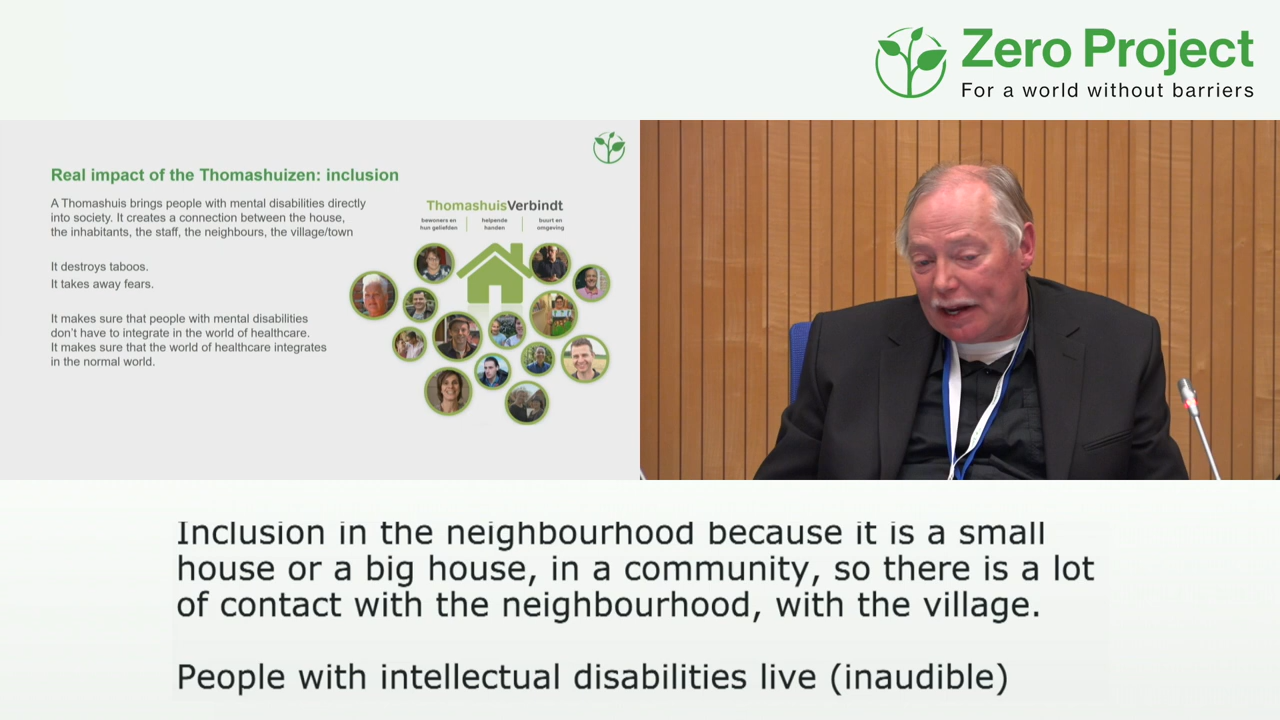 Zero Project
For a world without barriers
Real impact of the Thomashuizen: inclusion
A Thomashuis brings people with mental disabilities directly
into society. It creates a connection between the house,
the inhabitants, the staff, the neighbours, the village/town
It destroys taboos.
It takes away fears.
It makes sure that people with mental disabilities
don't have to integrate in the world of healthcare.
It makes sure that the world of healthcare integrates
in the normal world.
ThomashuisVerbindt
bewoners en
hun geliefden
helpende
handen
buurt en
omgeving
Inclusion in the neighbourhood because it is a small
house or a big house, in a community, so there is a lot
of contact with the neighbourhood, with the village.
People with intellectual disabilities live (inaudible)